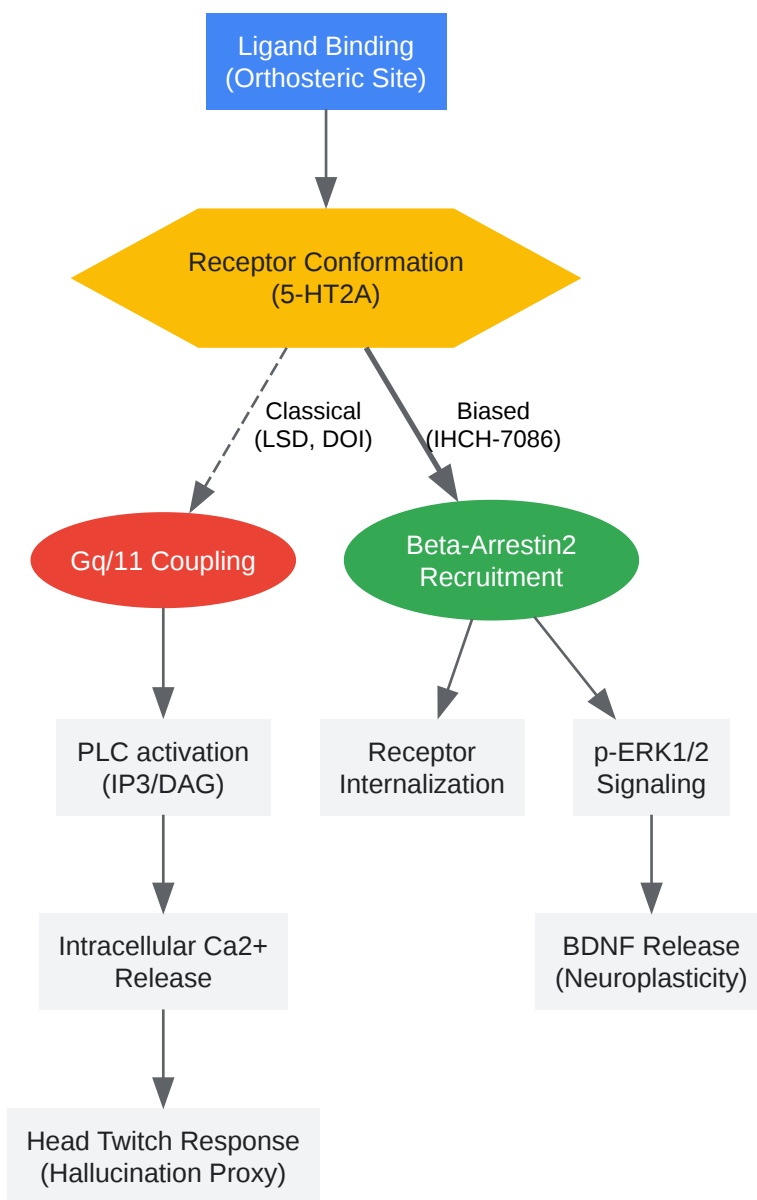 Ligand Binding
(Orthosteric Site)
Receptor Conformation
(5-HT2A)
Classical
(LSD, DOI)
Biased
(IHCH-7086)
Gq/11 Coupling
Beta-Arrestin2
Recruitment
PLC activation
(IP3/DAG)
Receptor
Internalization
p-ERK1/2
Signaling
Intracellular Ca2+
Release
BDNF Release
(Neuroplasticity)
Head Twitch Response
(Hallucination Proxy)